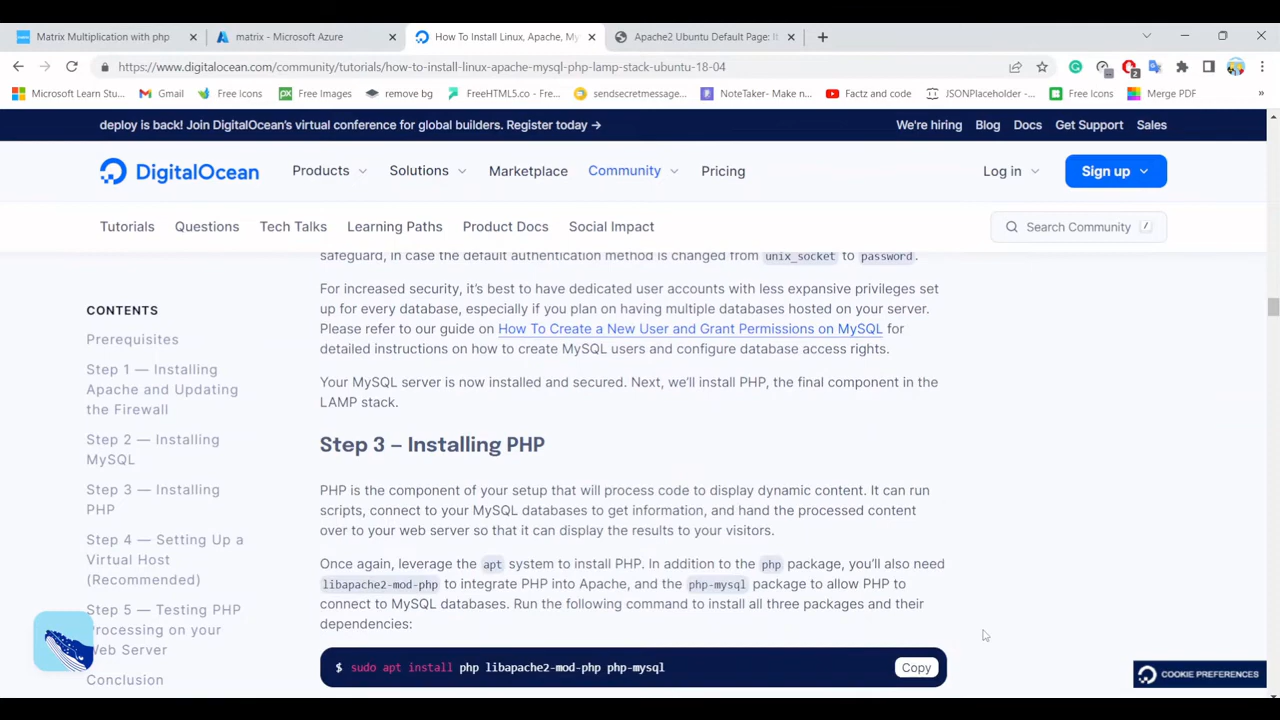 Matrix Multiplication with php
matrix - Microsoft Azure
How To Install Linux, Apache, My
Apache2 Ubuntu Default Page: It
https://www.digitalocean.com/community/tutorials/how-to-install-linux-apache-mysql-php-lamp-stack-ubuntu-18-04
Microsoft Learn Stu... Gmail Free Icons Free Images remove bg FreeHTML5.co - Free... sendsecretmessage... NoteTaker- Make n... Factz and code JSONPlaceholder -... Free Icons Merge PDF »
deploy is back! Join DigitalOcean's virtual conference for global builders. Register today → We're hiring Blog Docs Get Support Sales
DigitalOcean Products Solutions Marketplace Community Pricing Log in Sign up
Tutorials Questions Tech Talks Learning Paths Product Docs Social Impact Search Community /
CONTENTS
Prerequisites
Step 1 — Installing
Apache and Updating
the Firewall
Step 2 — Installing
MySQL
Step 3 — Installing
PHP
Step 4 — Setting Up a
Virtual Host
(Recommended)
Step 5 — Testing PHP
Processing on your
Web Server
Conclusion
safeguard, in case the default authentication method is changed from unix_socket to password.
For increased security, it's best to have dedicated user accounts with less expansive privileges set
up for every database, especially if you plan on having multiple databases hosted on your server.
Please refer to our guide on How To Create a New User and Grant Permissions on MySQL for
detailed instructions on how to create MySQL users and configure database access rights.
Your MySQL server is now installed and secured. Next, we'll install PHP, the final component in the
LAMP stack.
Step 3 – Installing PHP
PHP is the component of your setup that will process code to display dynamic content. It can run
scripts, connect to your MySQL databases to get information, and hand the processed content
over to your web server so that it can display the results to your visitors.
Once again, leverage the apt system to install PHP. In addition to the php package, you'll also need
libapache2-mod-php to integrate PHP into Apache, and the php-mysql package to allow PHP to
connect to MySQL databases. Run the following command to install all three packages and their
dependencies:
$ sudo apt install php libapache2-mod-php php-mysql Copy
COOKIE PREFERENCES